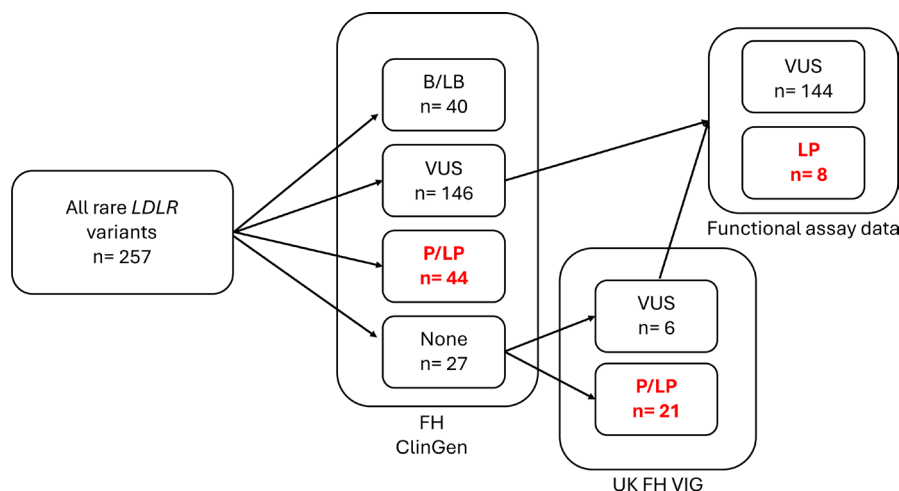 All rare LDLR
variants
n= 257
B/LB
n= 40
VUS
n= 146
P/LP
n= 44
None
n= 27
FH
ClinGen
VUS
n= 6
P/LP
n= 21
UK FH VIG
VUS
n= 144
LP
n= 8
Functional assay data